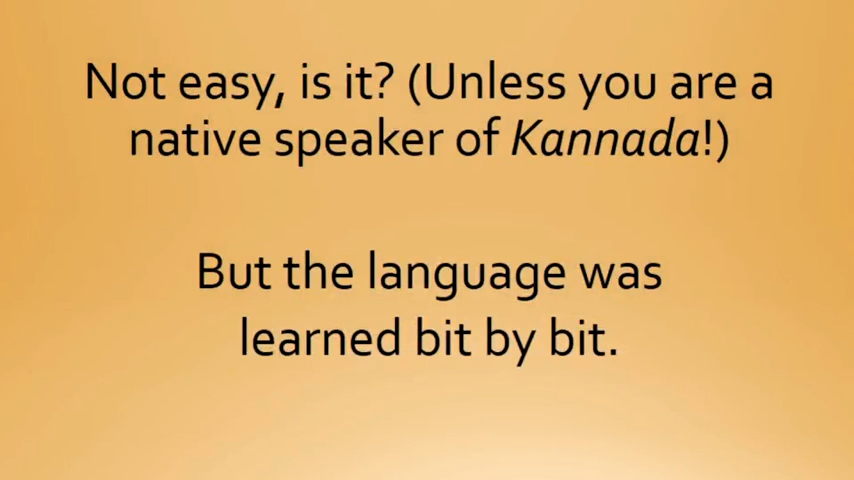 Not easy, is it? (Unless you are a
native speaker of Kannada!)
But the language was
learned bit by bit.